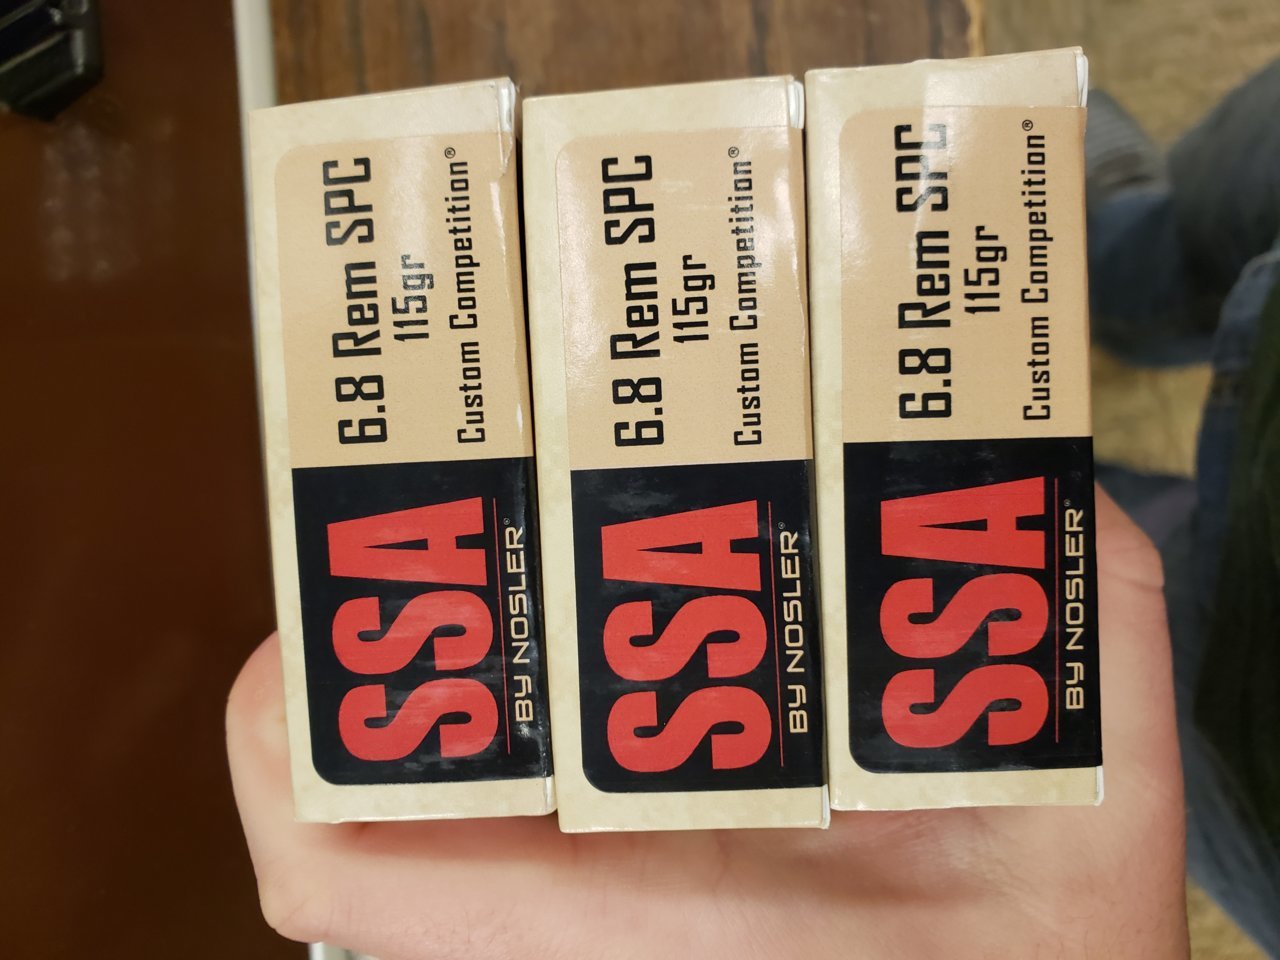 6.8 Rem SPC
115gr
Custom Competition®
SSA
BY NOSLER®
6.8 Rem SPC
115gr
Custom Competition®
SSA
BY NOSLER®
6.8 Rem SPC
115gr
Custom Competition®
SSA
BY NOSLER®